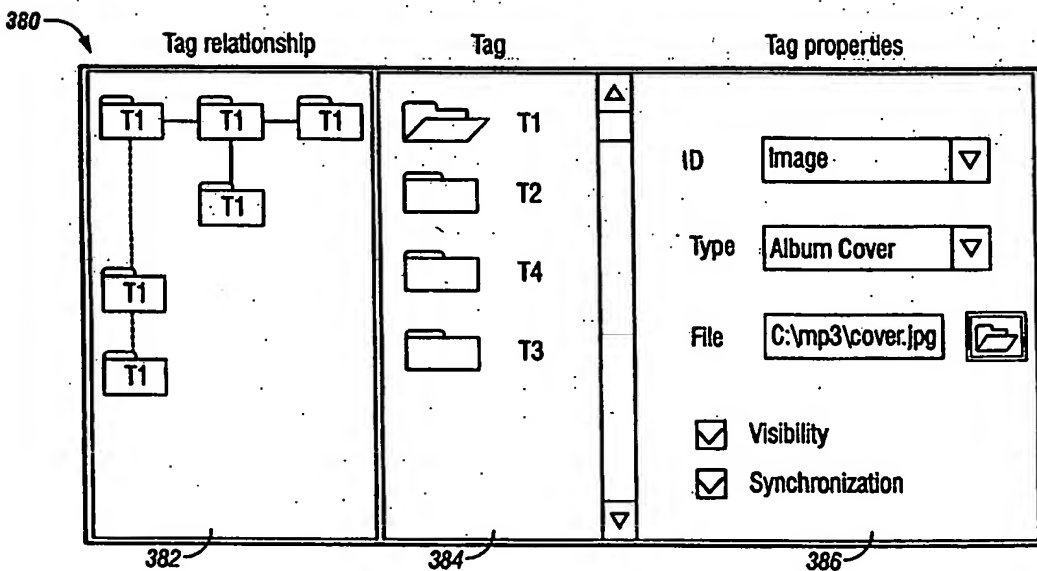 380
Tag relationship
Tag
Tag properties
T1 T1 T1
T1
T1
T1
T1
T2
T4
T3
ID Image
Type Album Cover
File C:\mp3\cover.jpg
Visibility
Synchronization
382
384
386